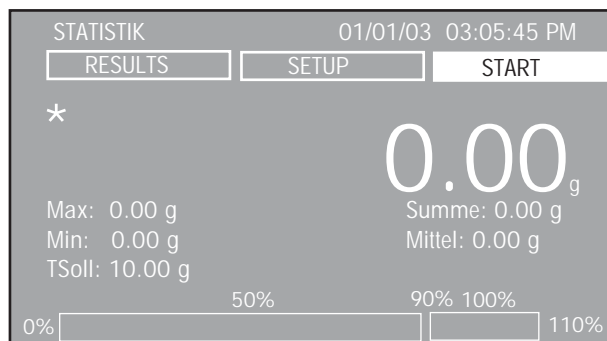 STATISTIK 01/01/03 03:05:45 PM
RESULTS SETUP START
*
0.00 g
Max: 0.00 g Summe: 0.00 g
Min: 0.00 g Mittel: 0.00 g
TSoll: 10.00 g
50% 90% 100%
0% 110%